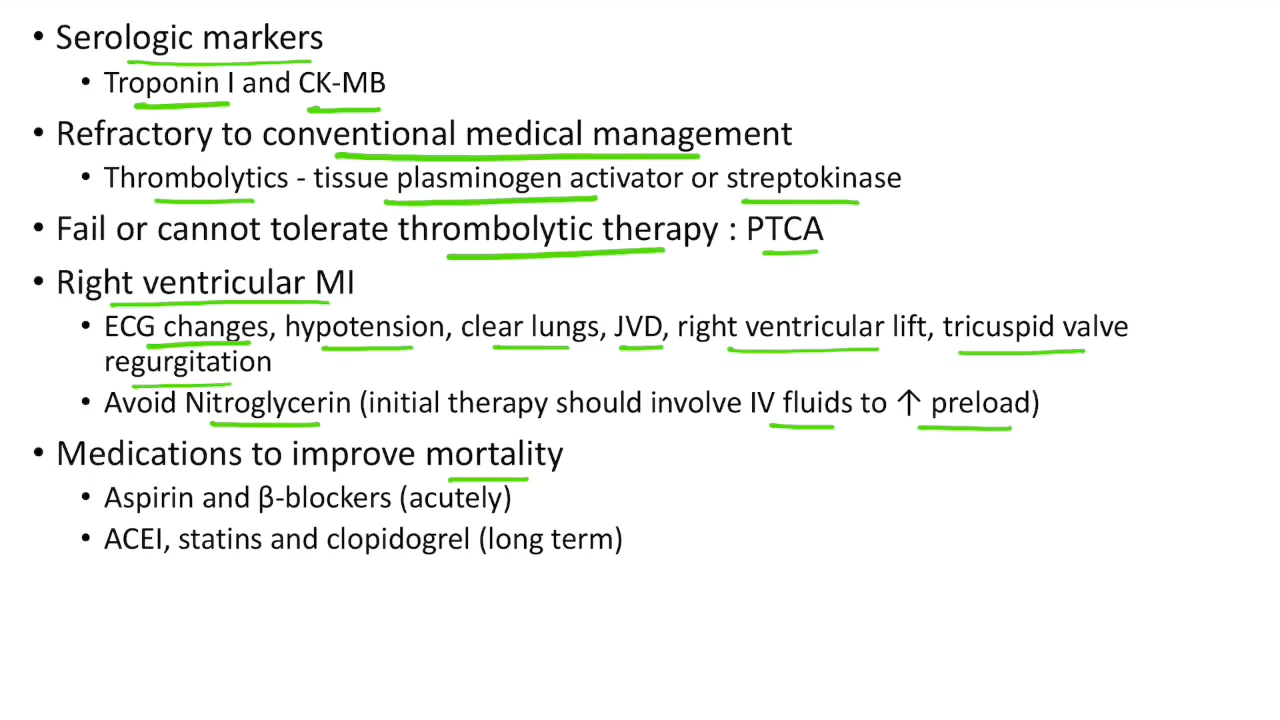 • Serologic markers
• Troponin I and CK-MB
• Refractory to conventional medical management
• Thrombolytics - tissue plasminogen activator or streptokinase
• Fail or cannot tolerate thrombolytic therapy : PTCA
• Right ventricular MI
• ECG changes, hypotension, clear lungs, JVD, right ventricular lift, tricuspid valve
regurgitation
• Avoid Nitroglycerin (initial therapy should involve IV fluids to ↑ preload)
• Medications to improve mortality
• Aspirin and β-blockers (acutely)
• ACEI, statins and clopidogrel (long term)